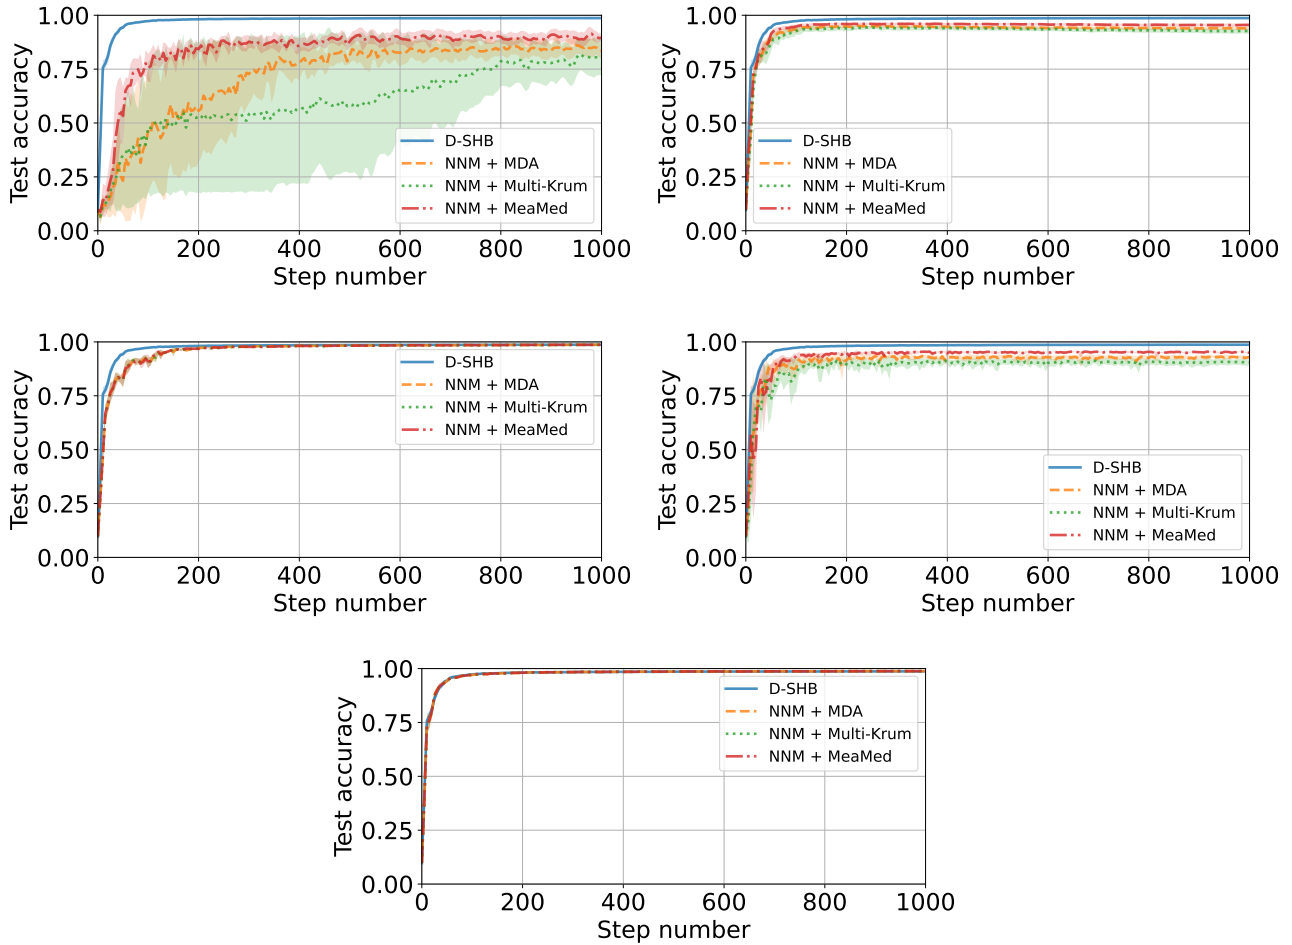 1.00
0.75
0.50
0.25
0.00
Test accuracy
0 200 400 600 800 1000
Step number
D-SHB
NNM + MDA
NNM + Multi-Krum
NNM + MeaMed
1.00
0.75
0.50
0.25
0.00
Test accuracy
0 200 400 600 800 1000
Step number
D-SHB
NNM + MDA
NNM + Multi-Krum
NNM + MeaMed
1.00
0.75
0.50
0.25
0.00
Test accuracy
0 200 400 600 800 1000
Step number
D-SHB
NNM + MDA
NNM + Multi-Krum
NNM + MeaMed
1.00
0.75
0.50
0.25
0.00
Test accuracy
0 200 400 600 800 1000
Step number
D-SHB
NNM + MDA
NNM + Multi-Krum
NNM + MeaMed
1.00
0.75
0.50
0.25
0.00
Test accuracy
0 200 400 600 800 1000
Step number
D-SHB
NNM + MDA
NNM + Multi-Krum
NNM + MeaMed